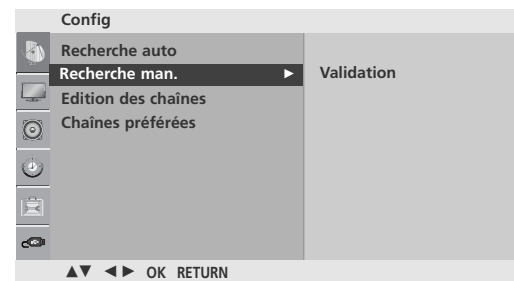 Config
Recherche auto
Recherche man. ► Validation
Edition des chaînes
Chaînes préférées
▲▼ ◄► OK RETURN